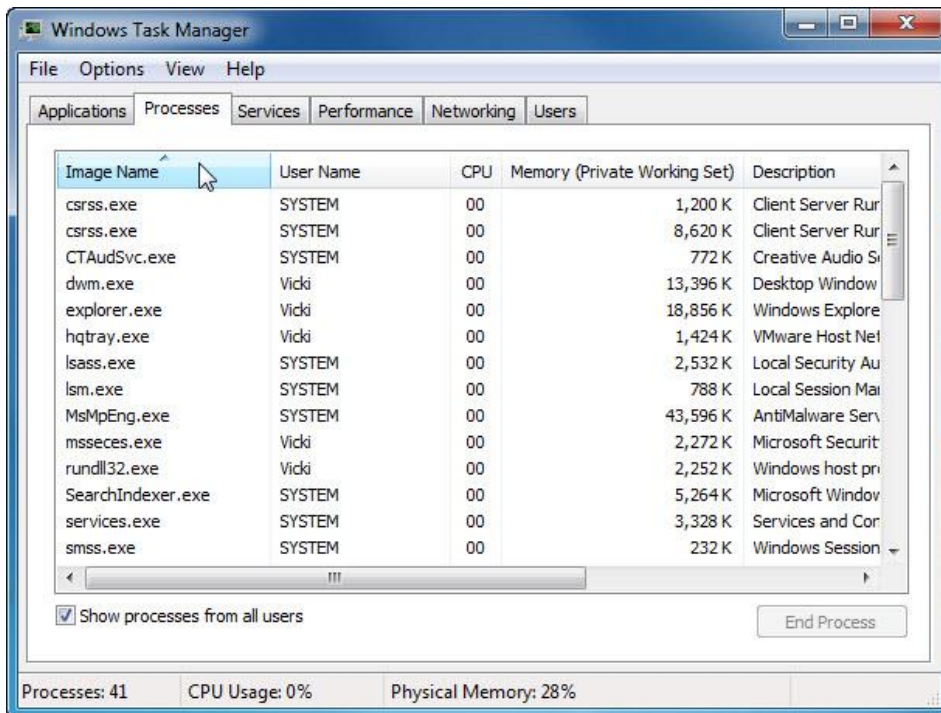 Windows Task Manager
File Options View Help
Applications Processes Services Performance Networking Users
Image Name User Name CPU Memory (Private Working Set) Description
csrss.exe SYSTEM 00 1,200 K Client Server Rur
csrss.exe SYSTEM 00 8,620 K Client Server Rur
CTAudSvc.exe SYSTEM 00 772 K Creative Audio S
dwm.exe Vicki 00 13,396 K Desktop Window
explorer.exe Vicki 00 18,856 K Windows Explore
hqtray.exe Vicki 00 1,424 K VMware Host Net
lsass.exe SYSTEM 00 2,532 K Local Security Au
lsm.exe SYSTEM 00 788 K Local Session Mai
MsMpEng.exe SYSTEM 00 43,596 K AntiMalware Serv
msseces.exe Vicki 00 2,272 K Microsoft Securit
rundll32.exe Vicki 00 2,252 K Windows host pro
SearchIndexer.exe SYSTEM 00 5,264 K Microsoft Window
services.exe SYSTEM 00 3,328 K Services and Con
smss.exe SYSTEM 00 232 K Windows Session
Show processes from all users
End Process
Processes: 41 CPU Usage: 0% Physical Memory: 28%